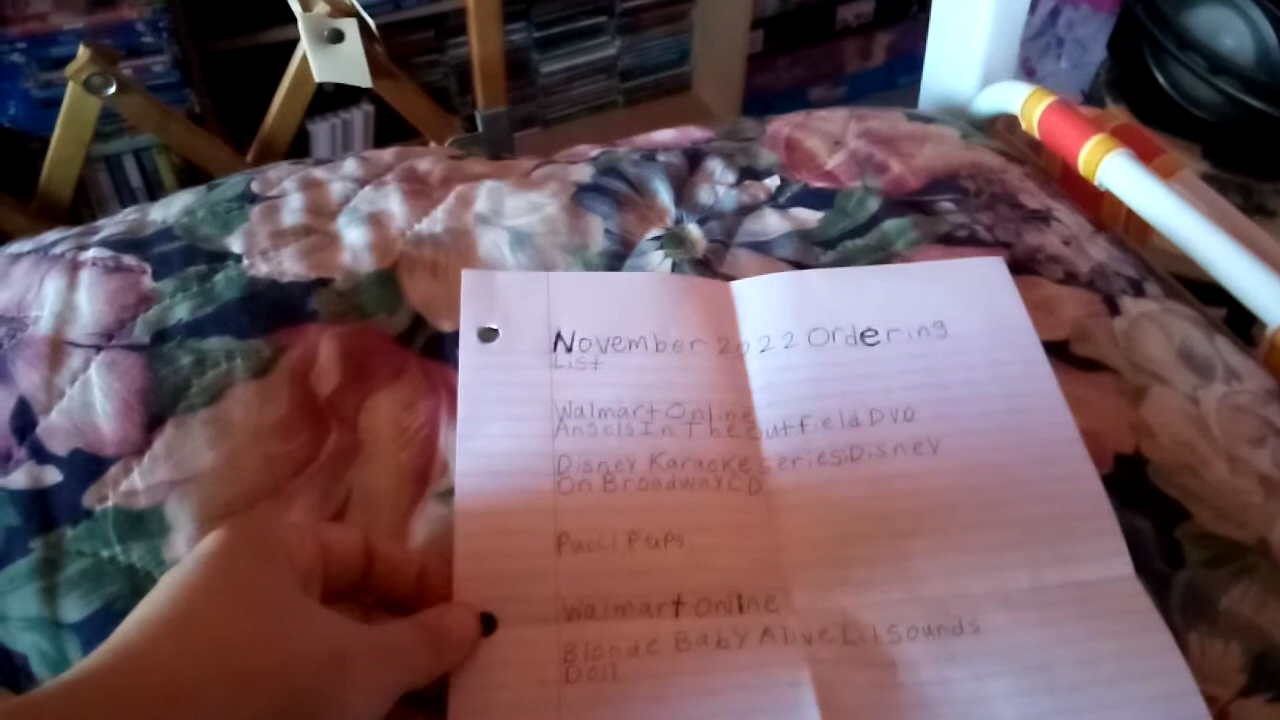 November 2022 Ordering
List
Walmart Online
Angels In The Outfield DVD
Disney Karaoke Series:Disney
On Broadway CD
Paci Pups
Walmart Online
Blonde Baby Alive Lil Sounds
Doll